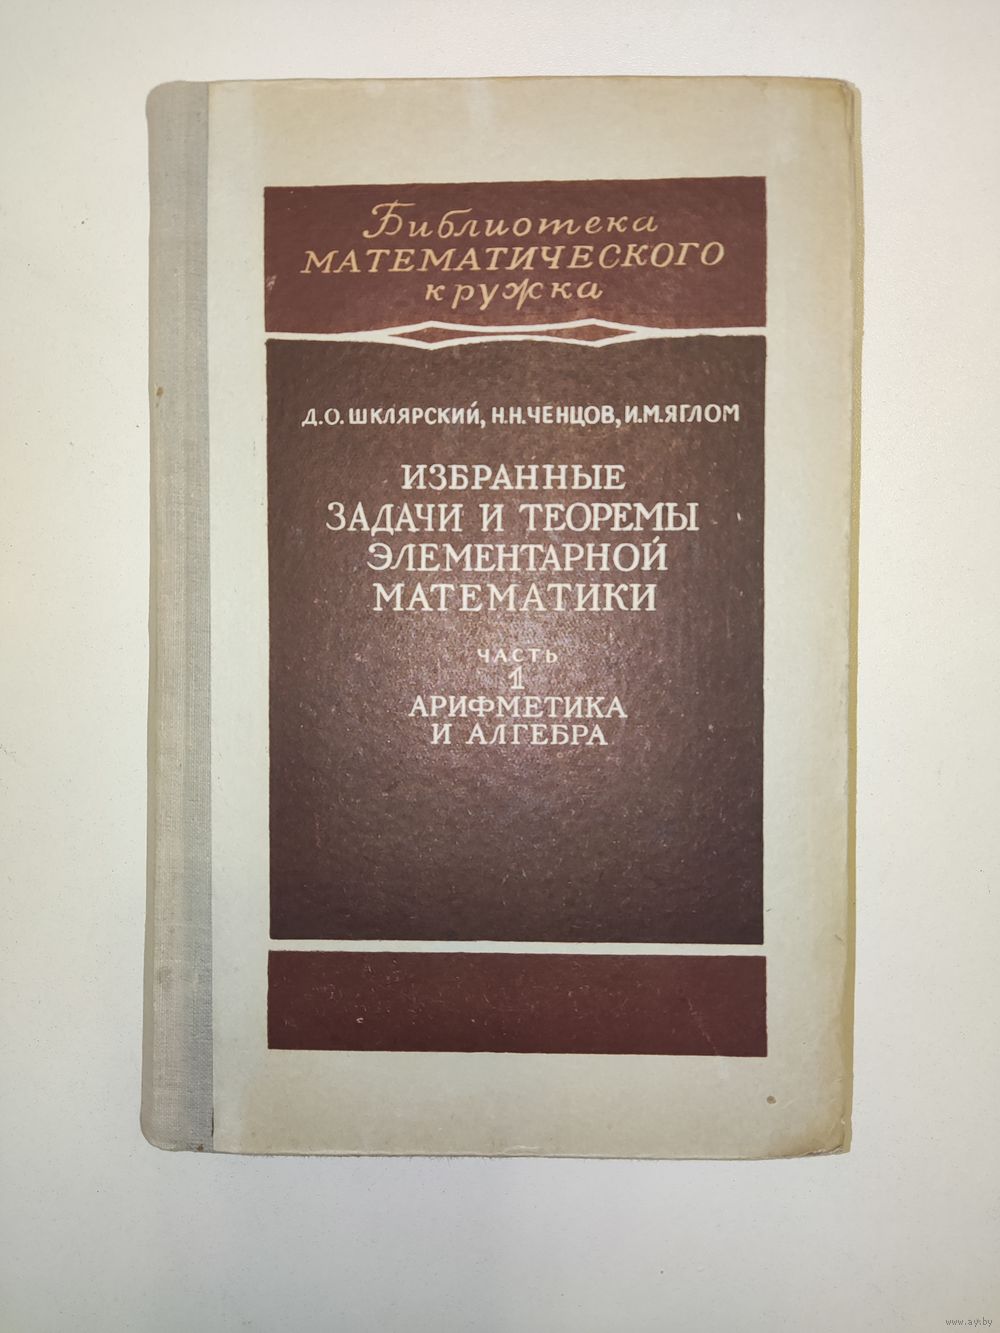 Библиотека
МАТЕМАТИЧЕСКОГО
кружка
Д.О.ШКЛЯРСКИЙ, Н.Н.ЧЕНЦОВ, И.М.ЯГЛОМ
ИЗБРАННЫЕ
ЗАДАЧИ И ТЕОРЕМЫ
ЭЛЕМЕНТАРНОЙ
МАТЕМАТИКИ
ЧАСТЬ
1
АРИФМЕТИКА
И АЛГЕБРА
www.ay.by